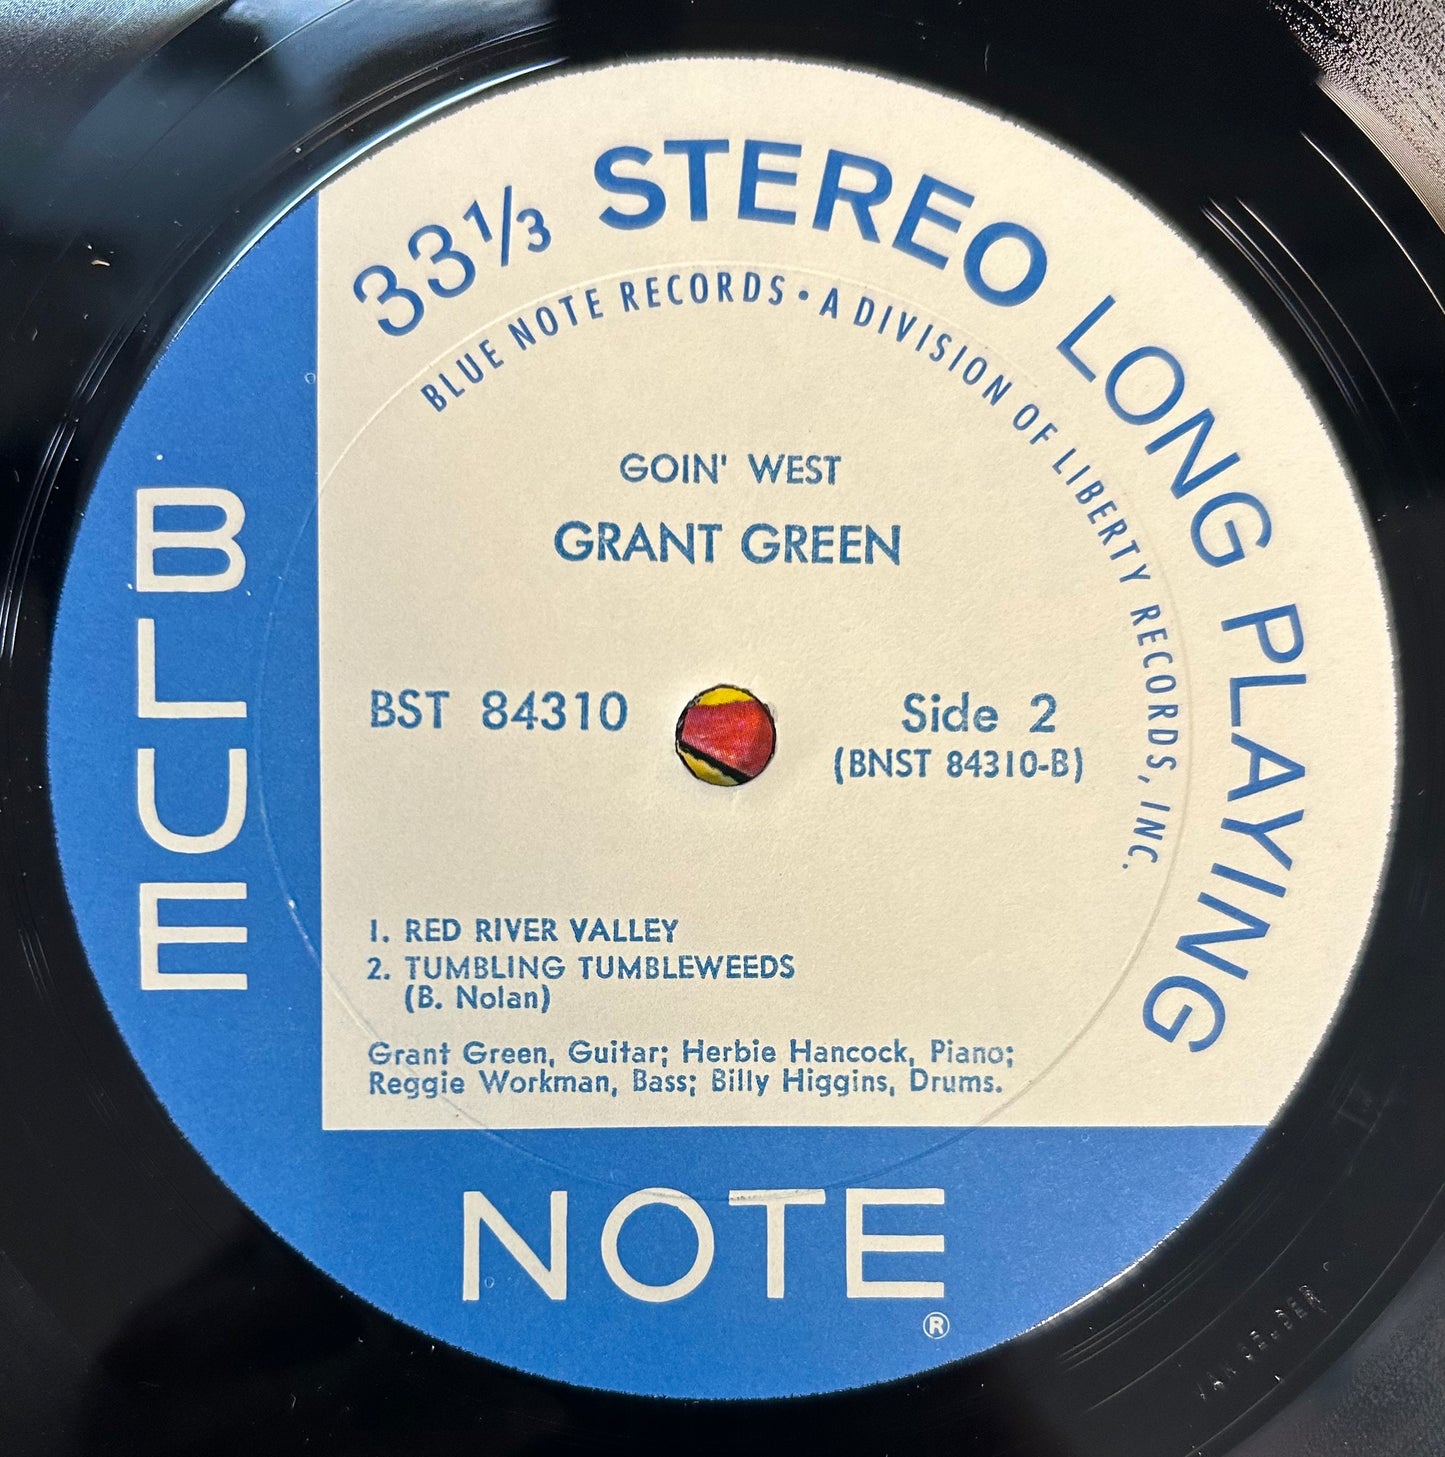 33⅓ STEREO LONG PLAYING
BLUE NOTE RECORDS • A DIVISION OF LIBERTY RECORDS, INC.
GOIN' WEST
GRANT GREEN
BST 84310
Side 2
(BNST 84310-B)
1. RED RIVER VALLEY
2. TUMBLING TUMBLEWEEDS
(B. Nolan)
Grant Green, Guitar; Herbie Hancock, Piano;
Reggie Workman, Bass; Billy Higgins, Drums.
BLUE
NOTE
®
VAN GELDER